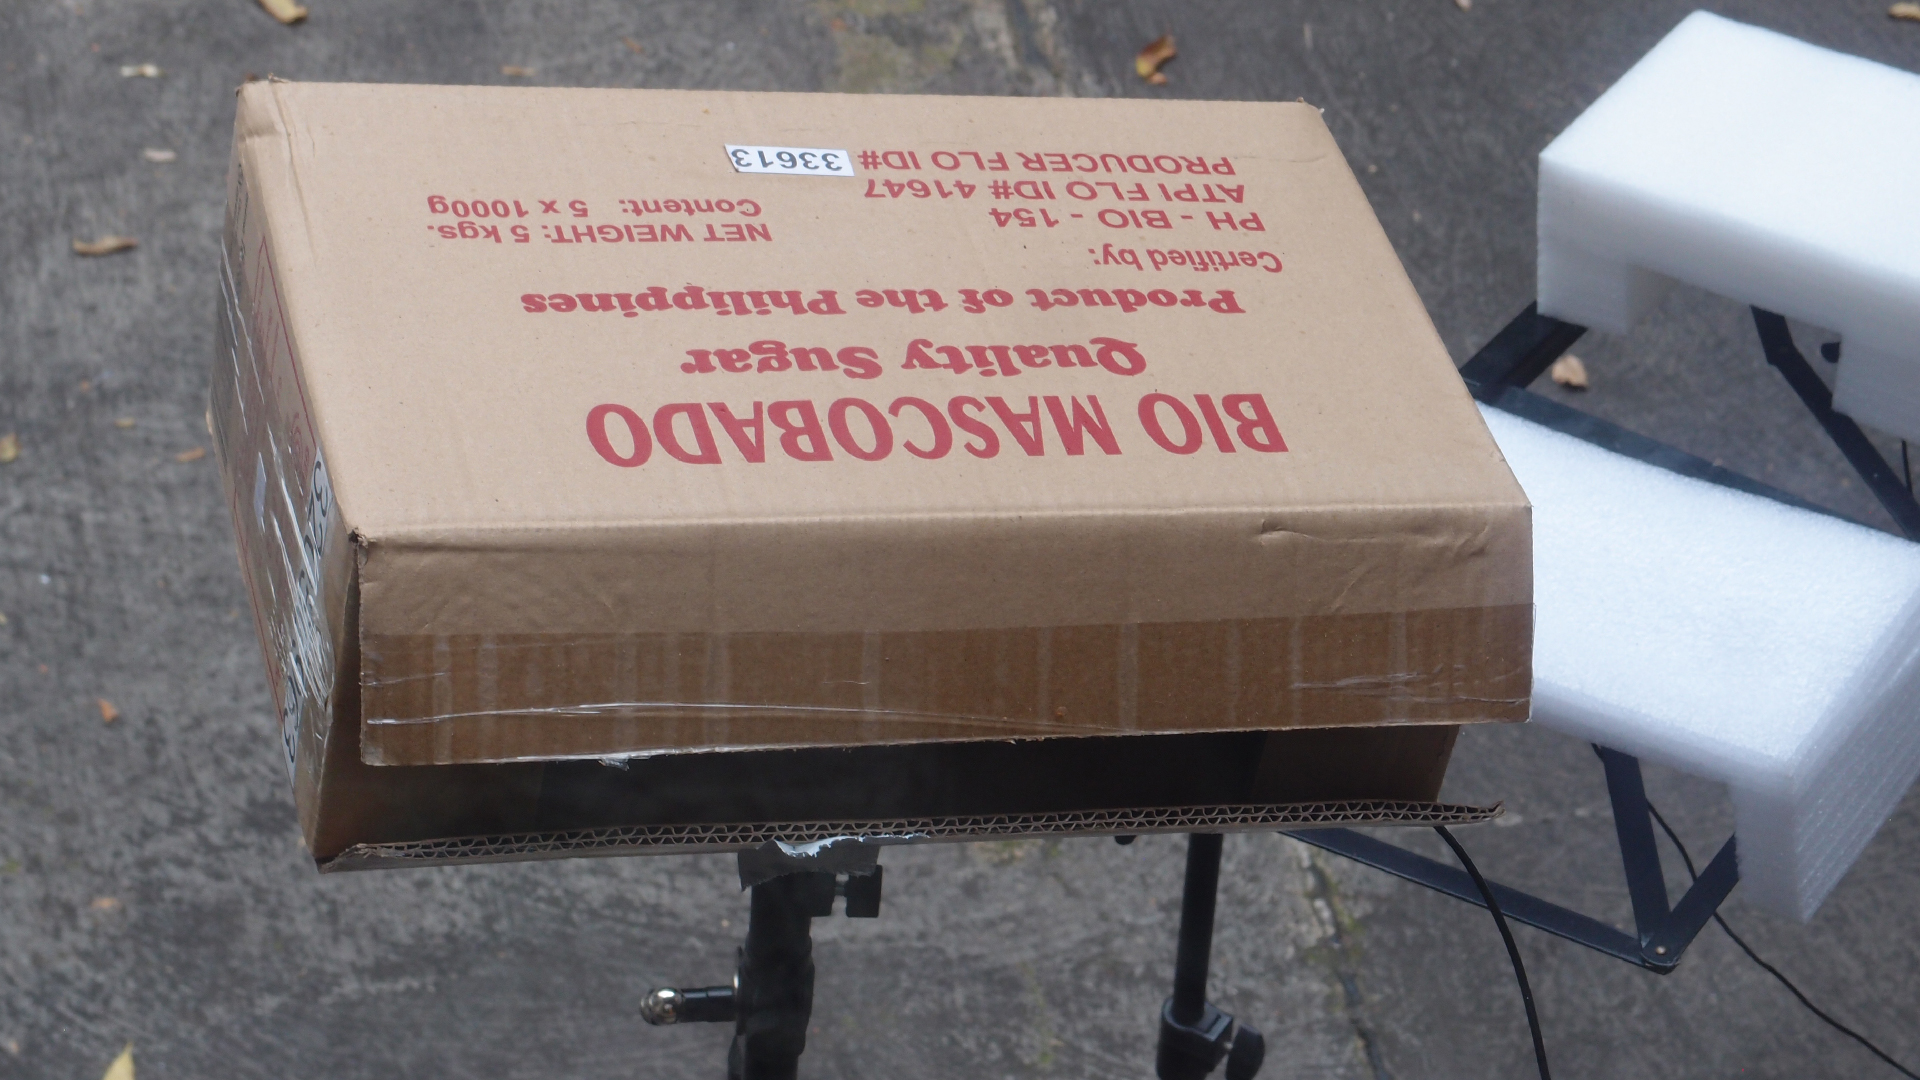 BIO MASCOBADO
Quality Sugar
Product of the Philippines
Certified by:
PH - BIO - 154
ATPI FLO ID# 41647
PRODUCER FLO ID# 33613
NET WEIGHT: 5 kgs.
Content: 5 x 1000g